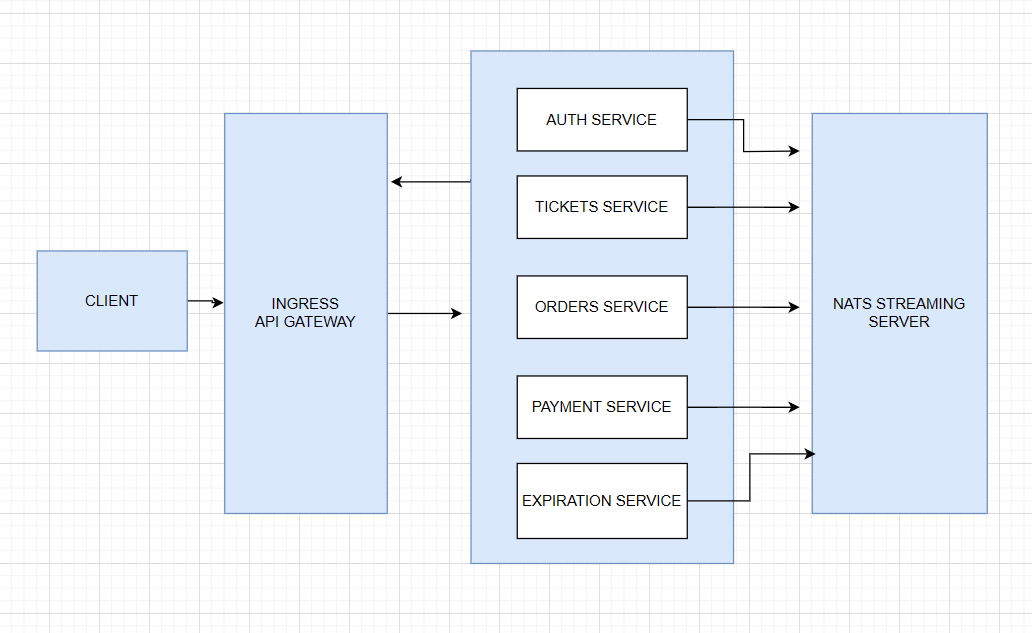 CLIENT
INGRESS
API GATEWAY
AUTH SERVICE
TICKETS SERVICE
ORDERS SERVICE
PAYMENT SERVICE
EXPIRATION SERVICE
NATS STREAMING
SERVER